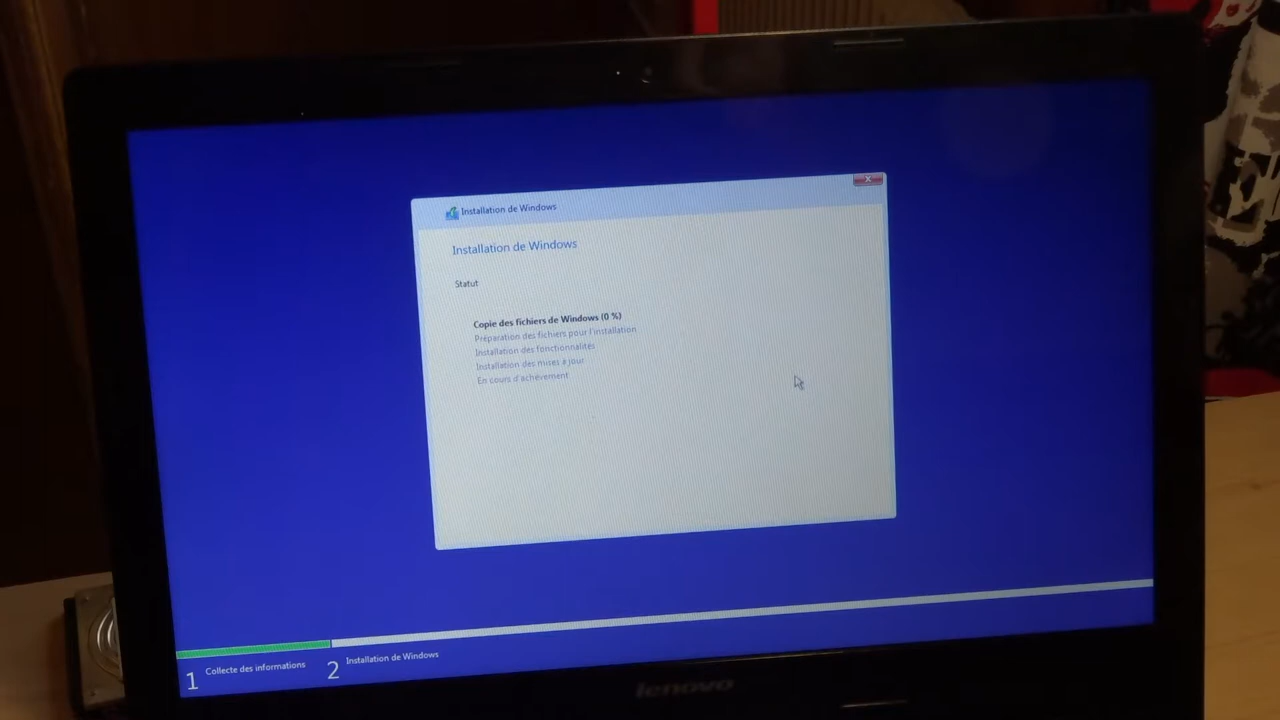 Installation de Windows
Installation de Windows
Statut
Copie des fichiers de Windows (0 %)
Préparation des fichiers pour l'installation
Installation des fonctionnalités
Installation des mises à jour
En cours d'achèvement
1 Collecte des informations
2 Installation de Windows
lenovo